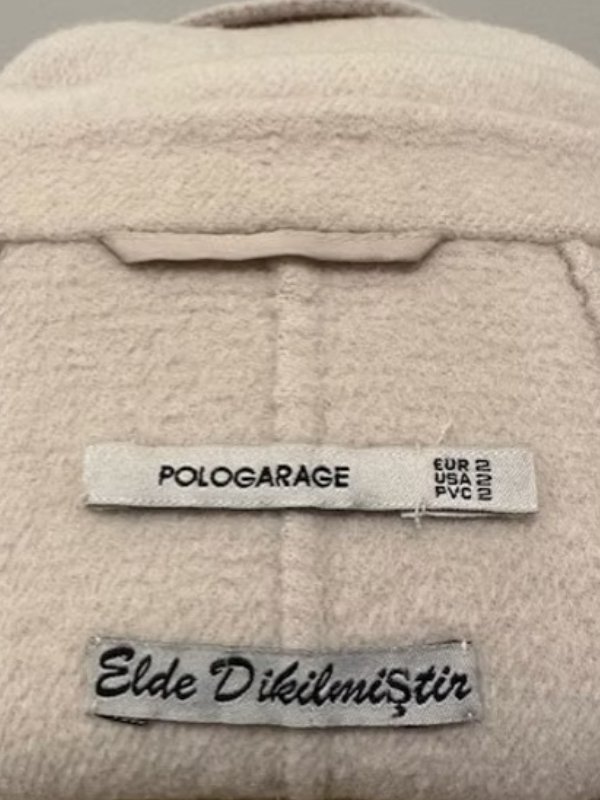 POLOGARAGE
EUR 2
USA 2
PVC 2
Elde DikilmiŞtir